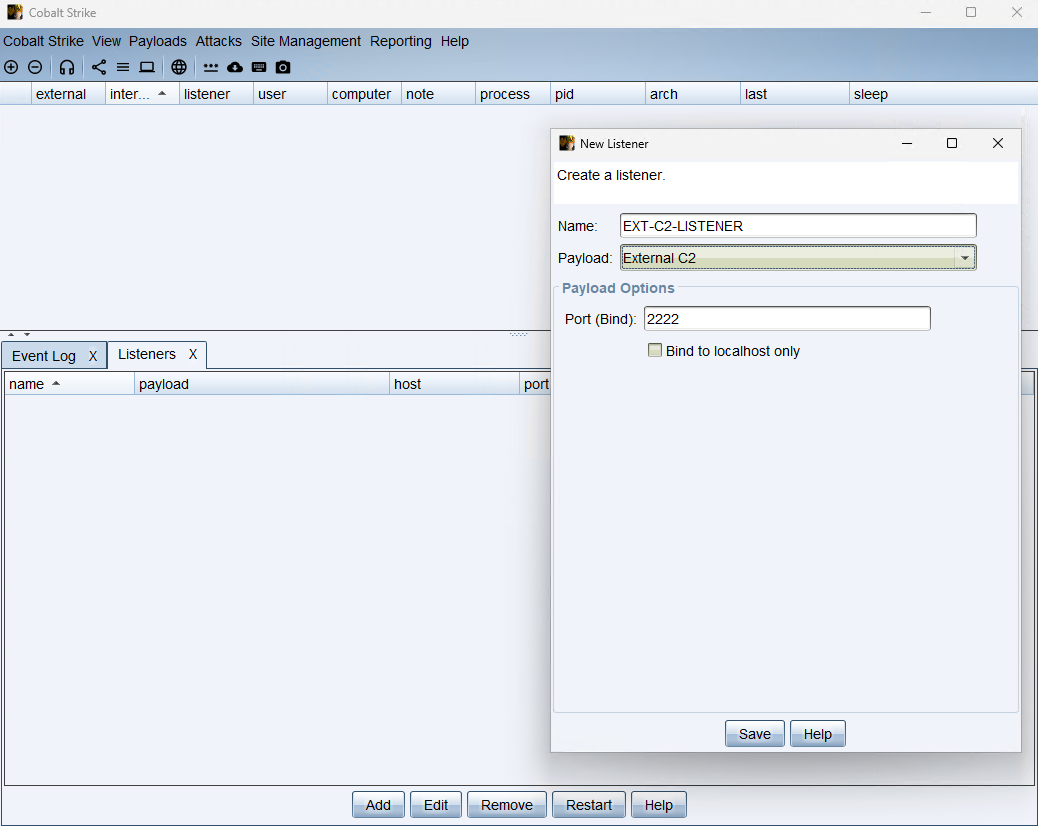 Cobalt Strike
Cobalt Strike View Payloads Attacks Site Management Reporting Help
external inter... listener user computer note process pid arch last sleep
New Listener
Create a listener.
Name: EXT-C2-LISTENER
Payload: External C2
Payload Options
Port (Bind): 2222
Bind to localhost only
Save Help
Event Log X Listeners X
name payload host port
Add Edit Remove Restart Help